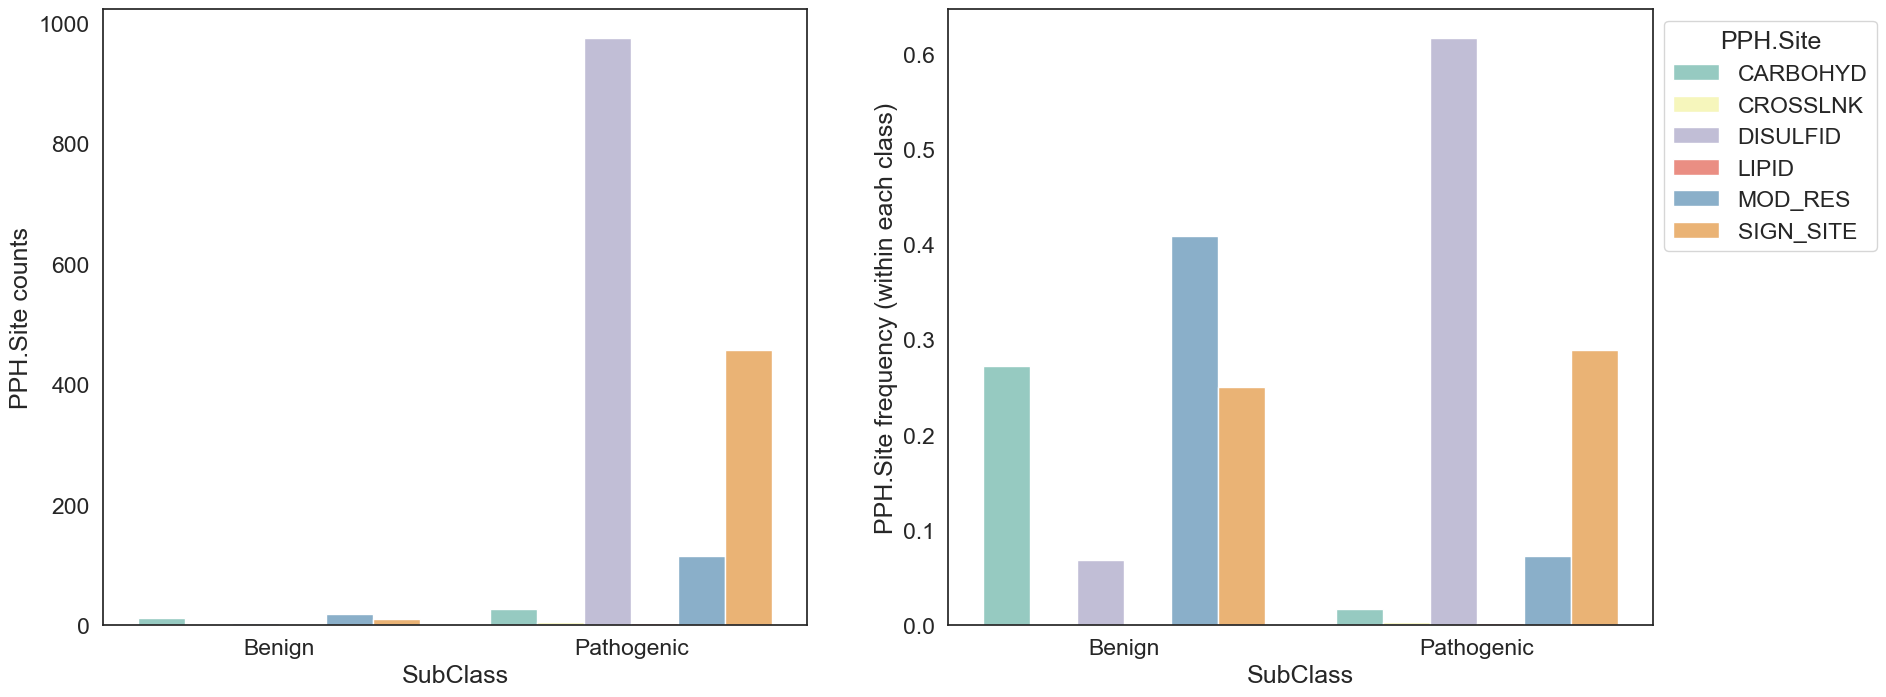 PPH.Site counts
1000
800
600
400
200
0
Benign
Pathogenic
SubClass
PPH.Site frequency (within each class)
0.6
0.5
0.4
0.3
0.2
0.1
0.0
Benign
Pathogenic
SubClass
PPH.Site
CARBOHYD
CROSSLNK
DISULFID
LIPID
MOD_RES
SIGN_SITE